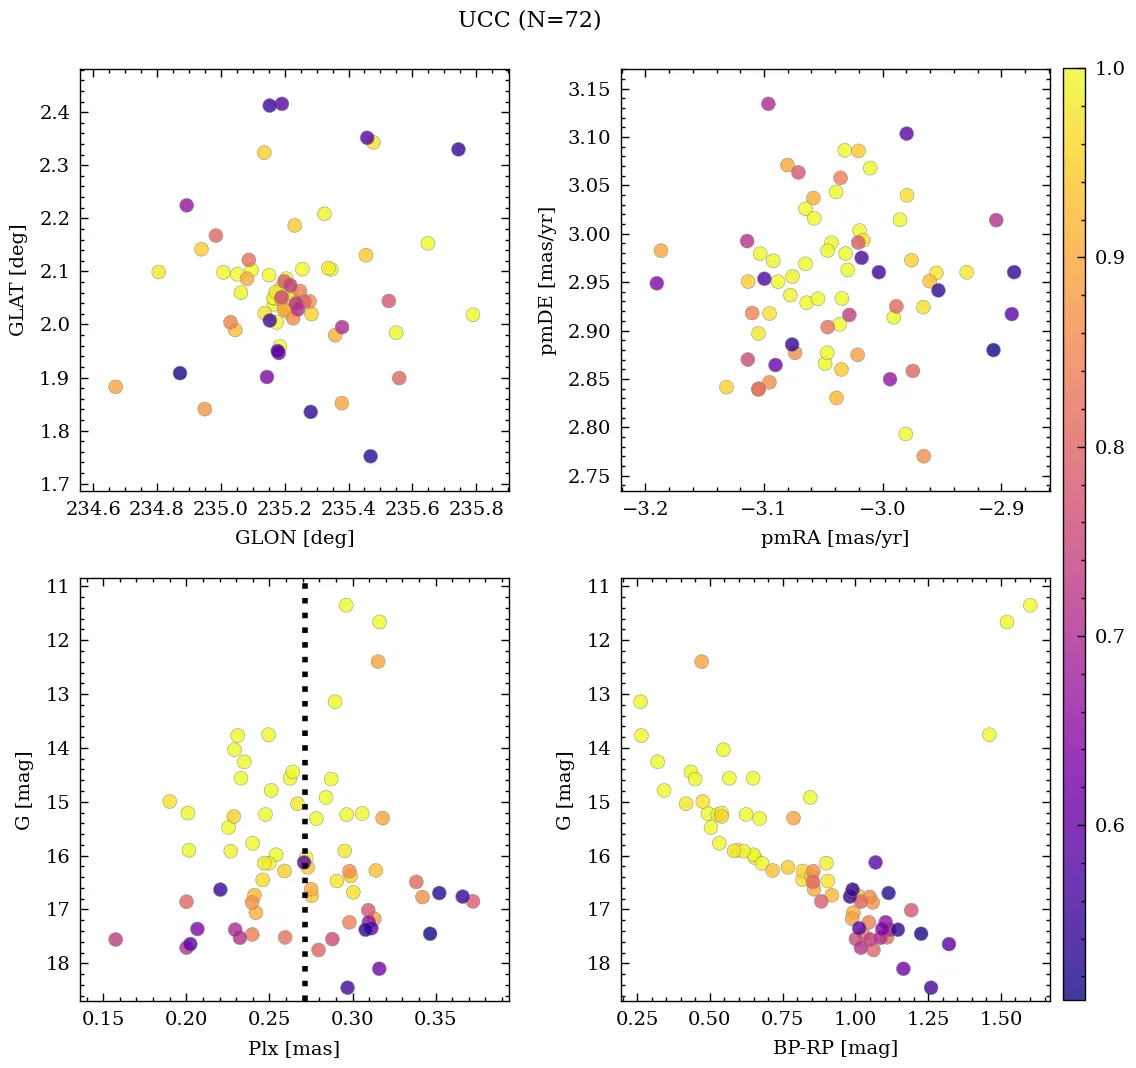 UCC (N=72)
2.4
2.3
2.2
2.1
2.0
1.9
1.8
1.7
GLAT [deg]
234.6 234.8 235.0 235.2 235.4 235.6 235.8
GLON [deg]
3.15
3.10
3.05
3.00
2.95
2.90
2.85
2.80
2.75
pmDE [mas/yr]
−3.2 −3.1 −3.0 −2.9
pmRA [mas/yr]
11
12
13
14
15
16
17
18
G [mag]
0.15 0.20 0.25 0.30 0.35
Plx [mas]
11
12
13
14
15
16
17
18
G [mag]
0.25 0.50 0.75 1.00 1.25 1.50
BP-RP [mag]
1.0
0.9
0.8
0.7
0.6